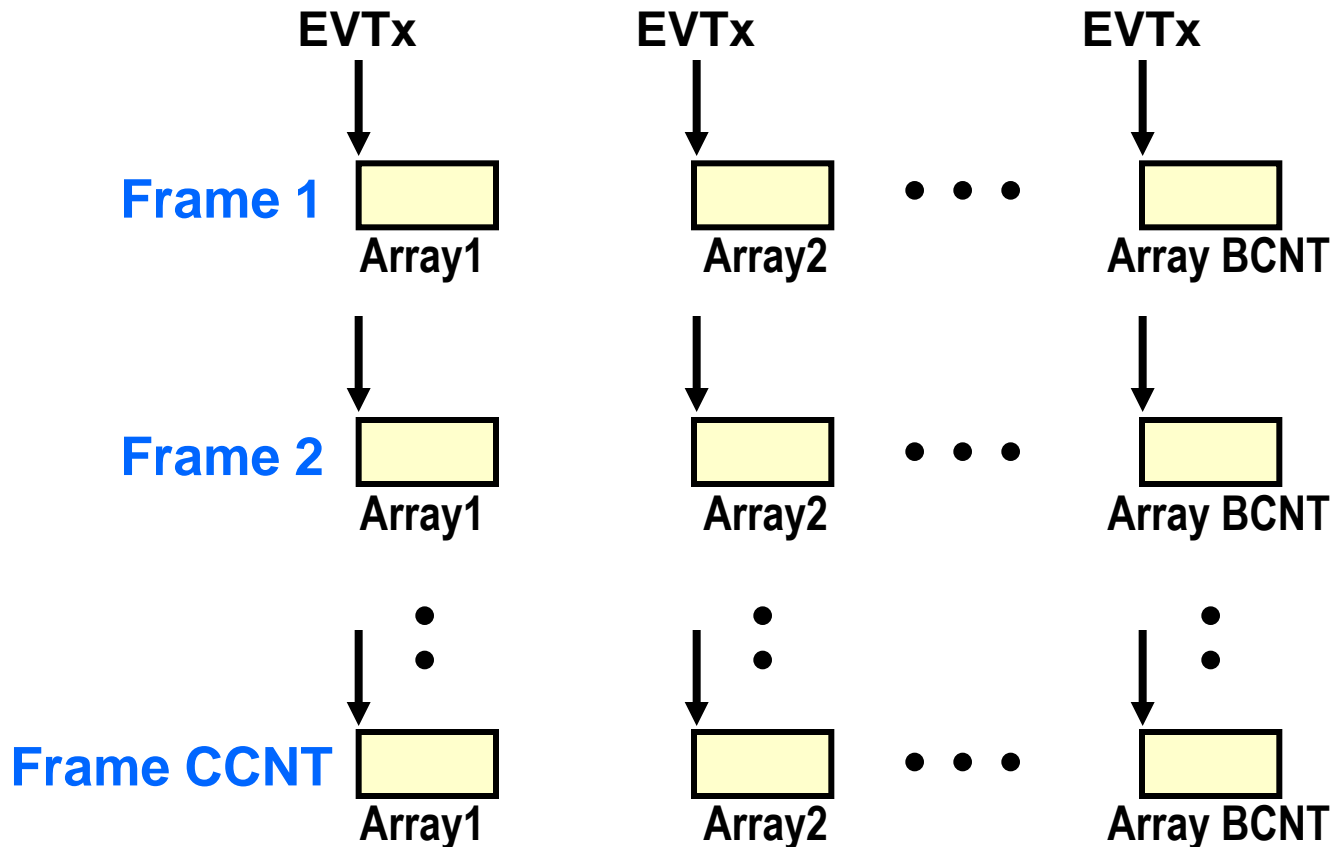 EVTx EVTx EVTx
Frame 1
Array1 Array2 Array BCNT
Frame 2
Array1 Array2 Array BCNT
Frame CCNT
Array1 Array2 Array BCNT